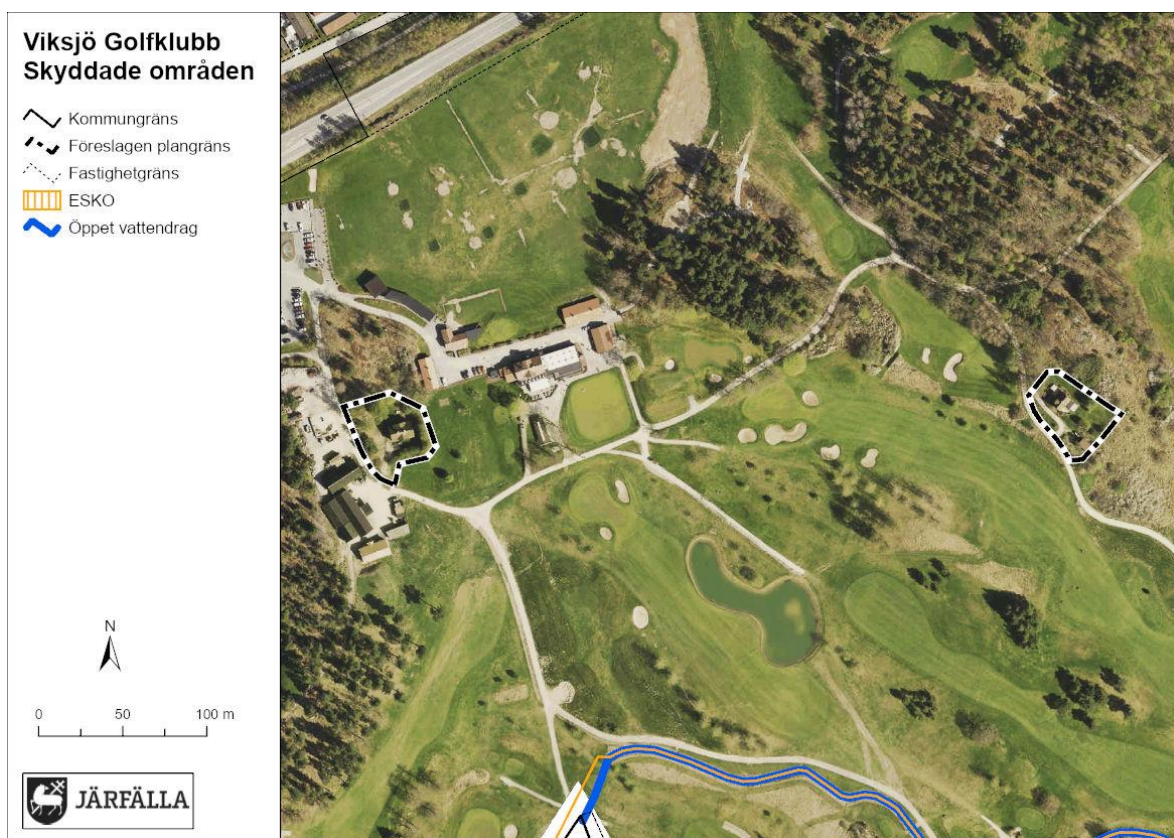 Viksjö Golfklubb
Skyddade områden
Kommungräns
Föreslagen plangräns
Fastighetgräns
ESKO
Öppet vattendrag
N
0 50 100 m
JÄRFÄLLA